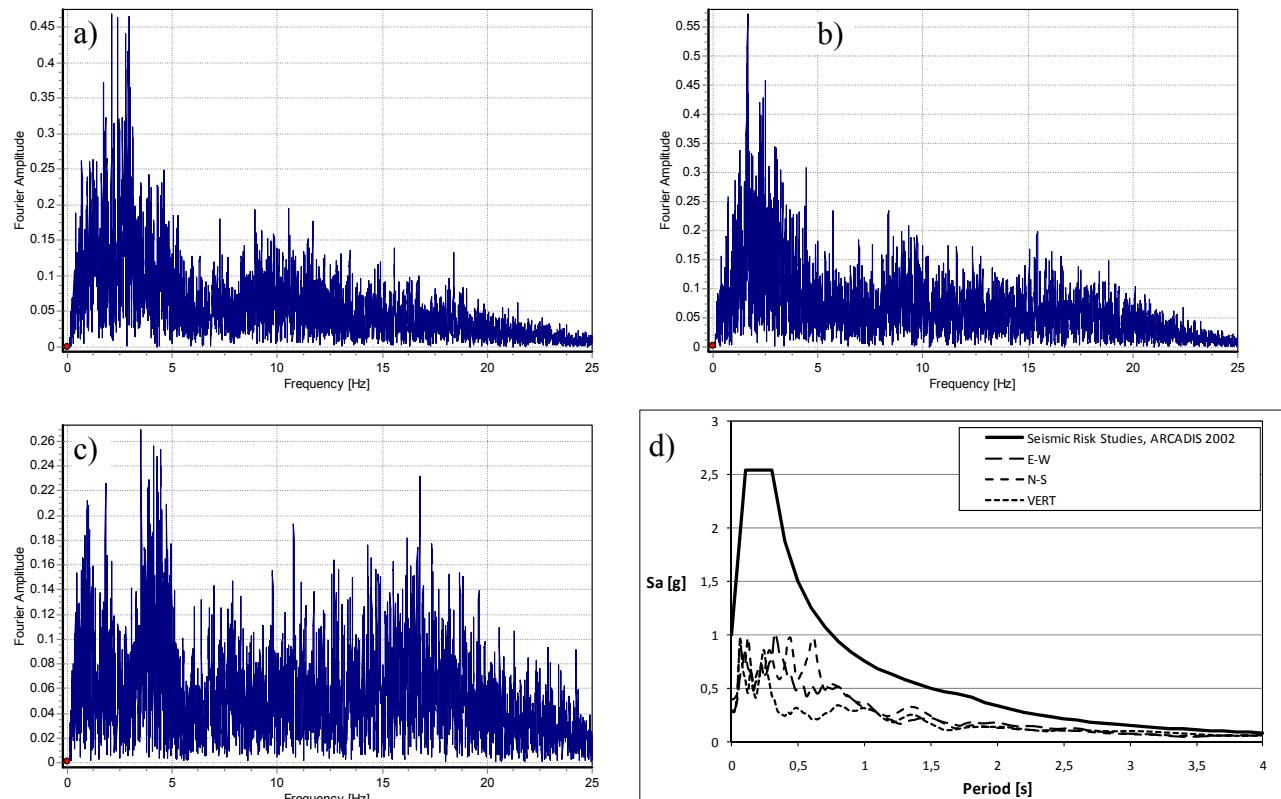 a)
0.45
0.4
0.35
0.3
0.25
0.2
0.15
0.1
0.05
0
Fourier Amplitude
0 5 10 15 20 25
Frequency [Hz]
b)
0.55
0.5
0.45
0.4
0.35
0.3
0.25
0.2
0.15
0.1
0.05
0
Fourier Amplitude
0 5 10 15 20 25
Frequency [Hz]
c)
0.26
0.24
0.22
0.2
0.18
0.16
0.14
0.12
0.1
0.08
0.06
0.04
0.02
0
Fourier Amplitude
0 5 10 15 20 25
Frequency [Hz]
d)
3
2,5
2
1,5
1
0,5
0
Sa [g]
Seismic Risk Studies, ARCADIS 2002
E-W
N-S
VERT
0 0,5 1 1,5 2 2,5 3 3,5 4
Period [s]